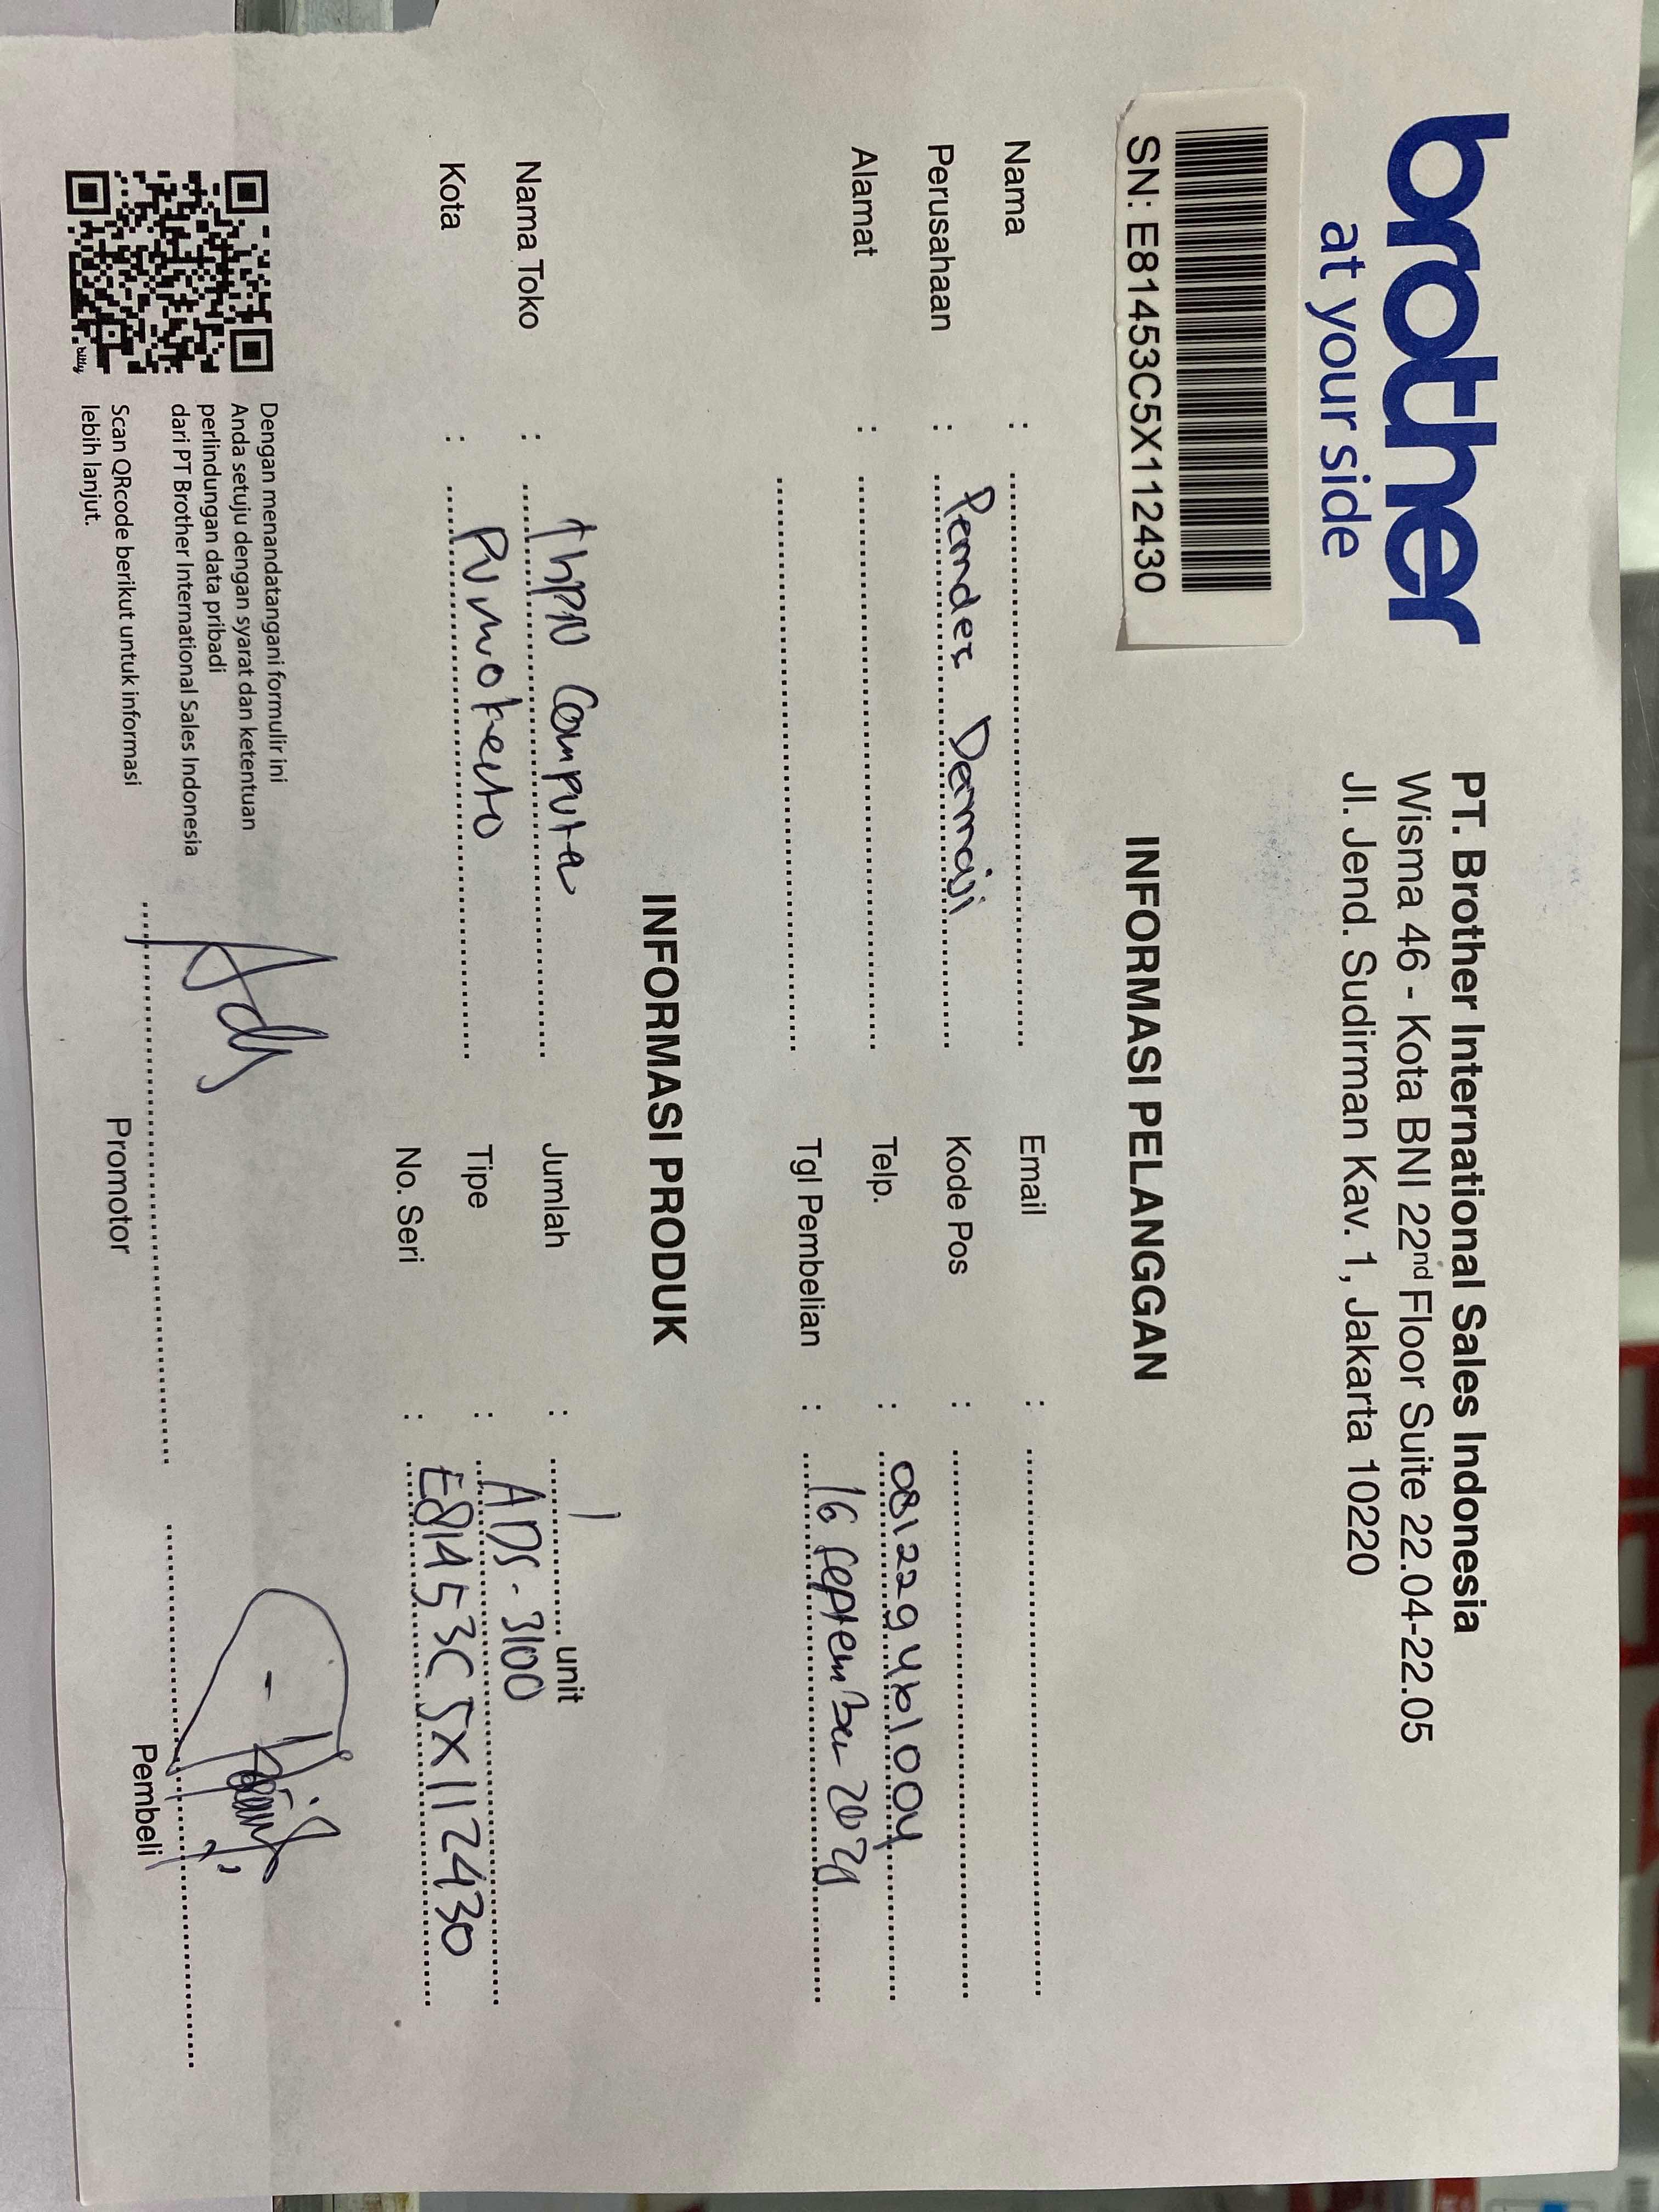 brother
at your side
PT. Brother International Sales Indonesia
Wisma 46 - Kota BNI 22nd Floor Suite 22.04-22.05
Jl. Jend. Sudirman Kav. 1, Jakarta 10220
SN: E81453C5X112430
INFORMASI PELANGGAN
Nama :
Email :
Perusahaan : Pemdes Dermaji
Kode Pos :
Alamat :
Telp. : 081229461004
Tgl Pembelian : 16 September
INFORMASI PRODUK
Nama Toko :
Jumlah : 1 unit
Kota : Purwokerto
Tipe : ADS-3100
No. Seri : E81453C5X112430
Dengan menandatangani formulir ini
Anda setuju dengan syarat dan ketentuan
perlindungan data pribadi
dari PT Brother International Sales Indonesia
Scan QRcode berikut untuk informasi
lebih lanjut.
bitly
Promotor
Pembeli